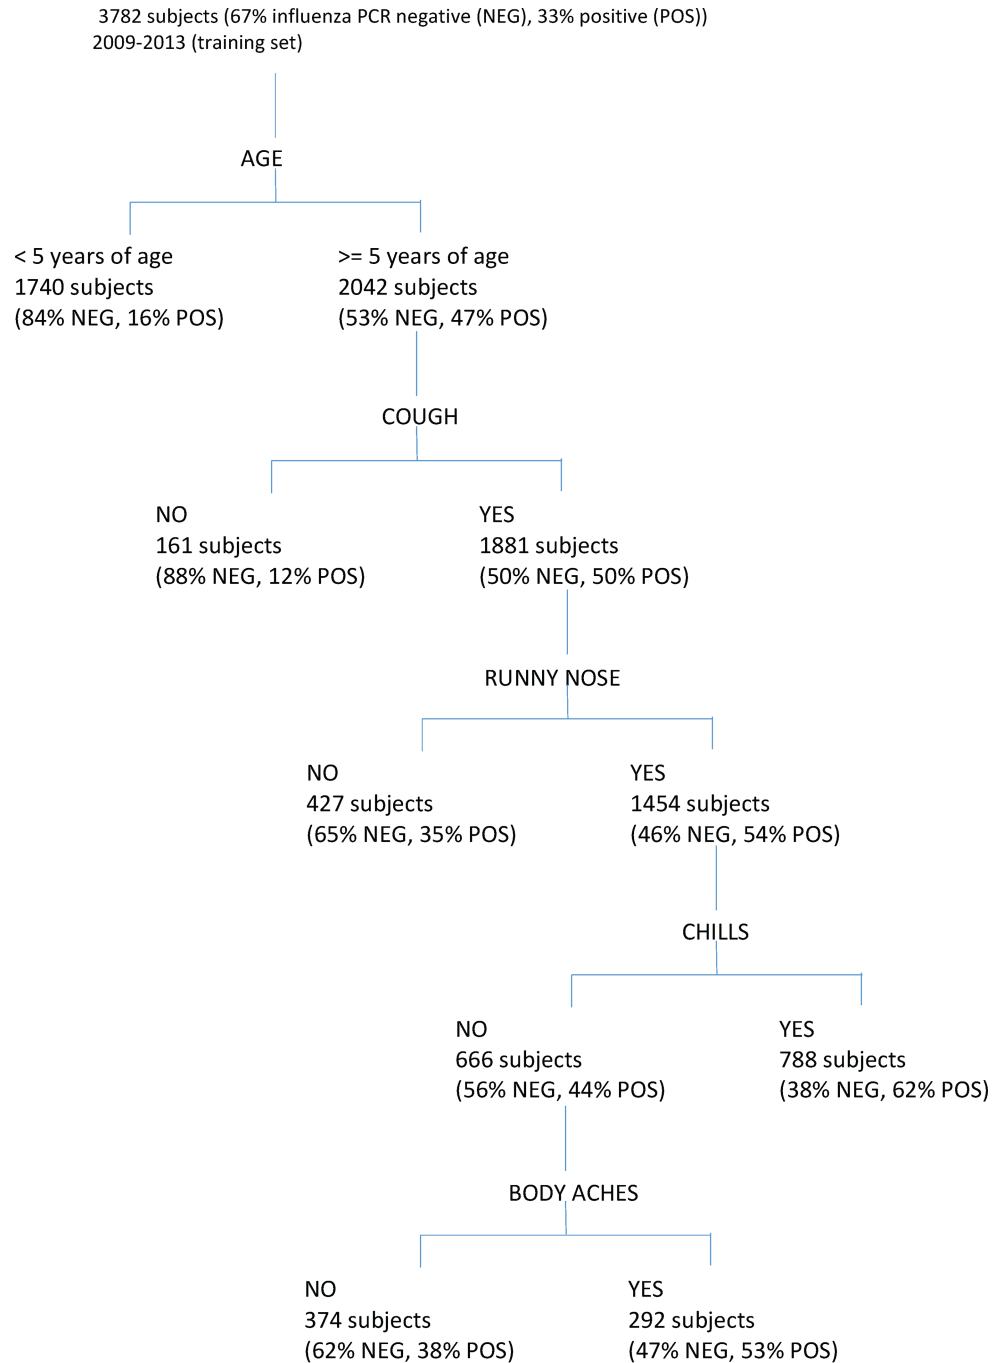 3782 subjects (67% influenza PCR negative (NEG), 33% positive (POS))
2009-2013 (training set)
AGE
< 5 years of age
1740 subjects
(84% NEG, 16% POS)
>= 5 years of age
2042 subjects
(53% NEG, 47% POS)
COUGH
NO
161 subjects
(88% NEG, 12% POS)
YES
1881 subjects
(50% NEG, 50% POS)
RUNNY NOSE
NO
427 subjects
(65% NEG, 35% POS)
YES
1454 subjects
(46% NEG, 54% POS)
CHILLS
NO
666 subjects
(56% NEG, 44% POS)
YES
788 subjects
(38% NEG, 62% POS)
BODY ACHES
NO
374 subjects
(62% NEG, 38% POS)
YES
292 subjects
(47% NEG, 53% POS)